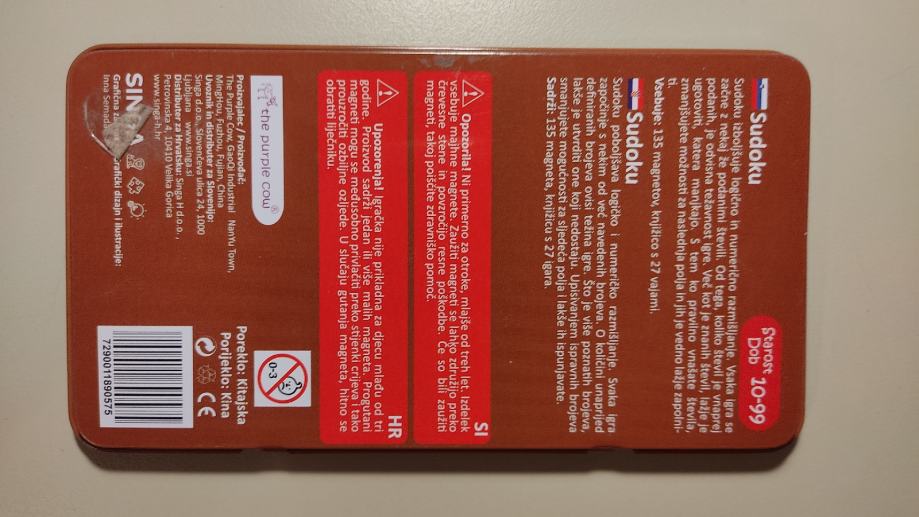 Starost 10-99
Dob
Sudoku
Sudoku izboljšuje logično in numerično razmišljanje. Vsaka igra se
začne z nekaj že podanimi števili. Od tega, koliko števil je vnaprej
podanih, je odvisna težavnost igre. Več kot je znanih števil, lažje je
ugotoviti, katera manjkajo. S tem ko pravilno vnašate števila,
zmanjšujete možnosti za naslednja polja in jih je vedno lažje zapolni-
ti.
Vsebuje: 135 magnetov, knjižico z 27 vajami.
Sudoku
Sudoku poboljšava logičko i numeričko razmišljanje. Svaka igra
započinje s nekim od već navedenih brojeva. O količini unaprijed
definiranih brojeva ovisi težina igre. Što je više poznatih brojeva,
lakše je utvrditi one koji nedostaju. Upisivanjem ispravnih brojeva
smanjujete mogućnosti za sljedeća polja i lakše ih ispunjavate.
Sadrži: 135 magneta, knjižicu s 27 igara.
SI
Opozorilo! Ni primerno za otroke, mlajše od treh let. Izdelek
vsebuje majhne magnete. Zaužiti magneti se lahko združijo preko
črevesne stene in povzročijo resne poškodbe. Če so bili zaužiti
magneti, takoj poiščite zdravniško pomoč.
HR
Upozorenje! Igračka nije prikladna za djecu mlađu od tri
godine. Proizvod sadrži jedan ili više malih magneta. Progutani
magneti mogu se međusobno privlačiti preko stijenki crijeva i tako
prouzročiti ozbiljne ozljede. U slučaju gutanja magneta, hitno se
obratiti liječniku.
the purple cow®
Proizvajalec / Proizvođač:
The Purple Cow, GaoQi Industrial NanYu Town,
MingHou, Fuzhou, Fujian, China
Uvoznik in distributer za Slovenijo:
Singa d.o.o., Slovenčeva ulica 24, 1000
Ljubljana www.singa.si
Distributer za Hrvatsku: Singa H d.o.o.,
Petrovinska 4, 10410 Velika Gorica
www.singa-h.hr
Grafični dizajn i ilustracije:
Inna Semada
0-3
Poreklo: Kitajska
Porijeklo: Kina
CE
7290011890575